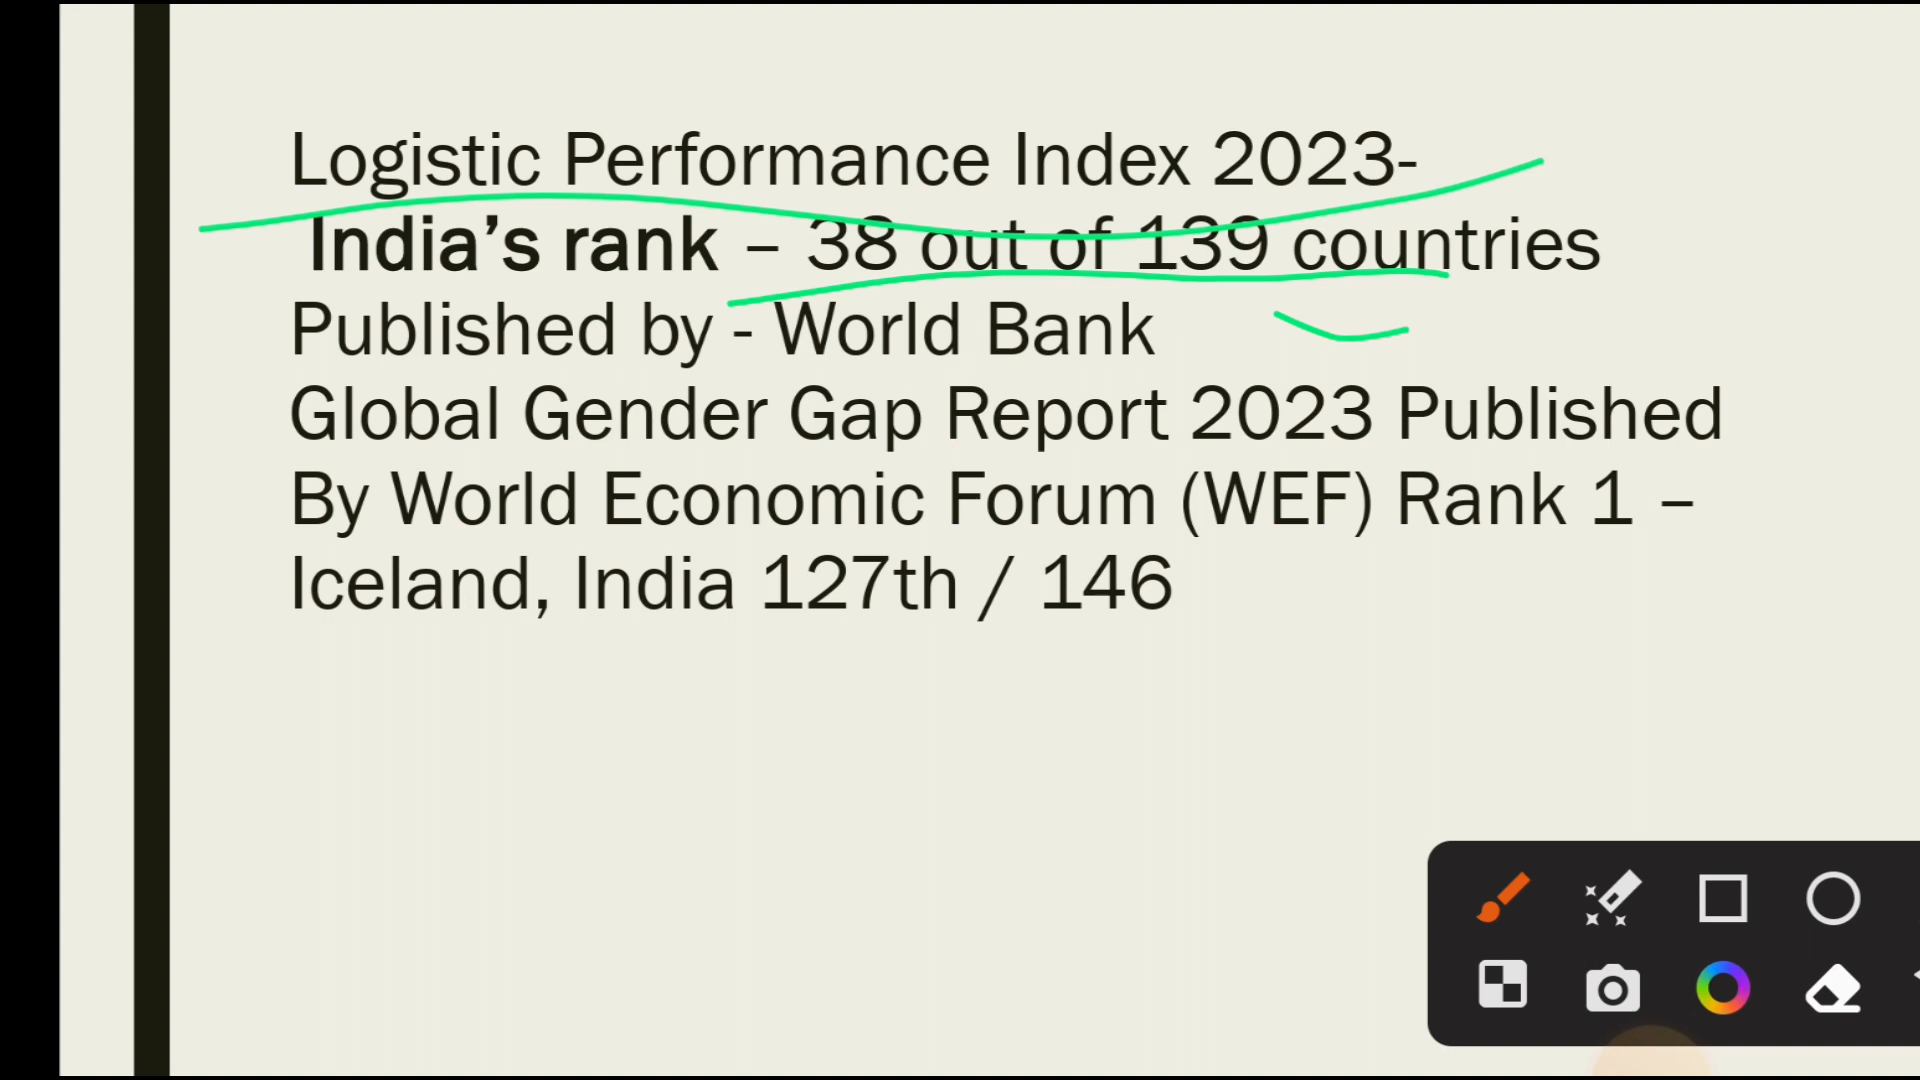 Logistic Performance Index 2023-
India’s rank – 38 out of 139 countries
Published by - World Bank
Global Gender Gap Report 2023 Published
By World Economic Forum (WEF) Rank 1 –
Iceland, India 127th / 146